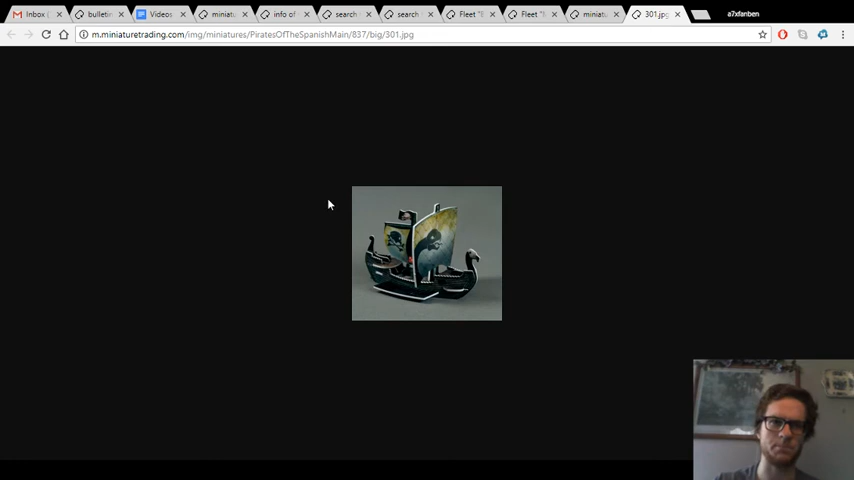 Inbox (
bulletin
Videos
miniatu
info of
search
search
Fleet "E
Fleet "
miniatu
301.jpg
a7xfanben
m.miniaturetrading.com/img/miniatures/PiratesOfTheSpanishMain/837/big/301.jpg